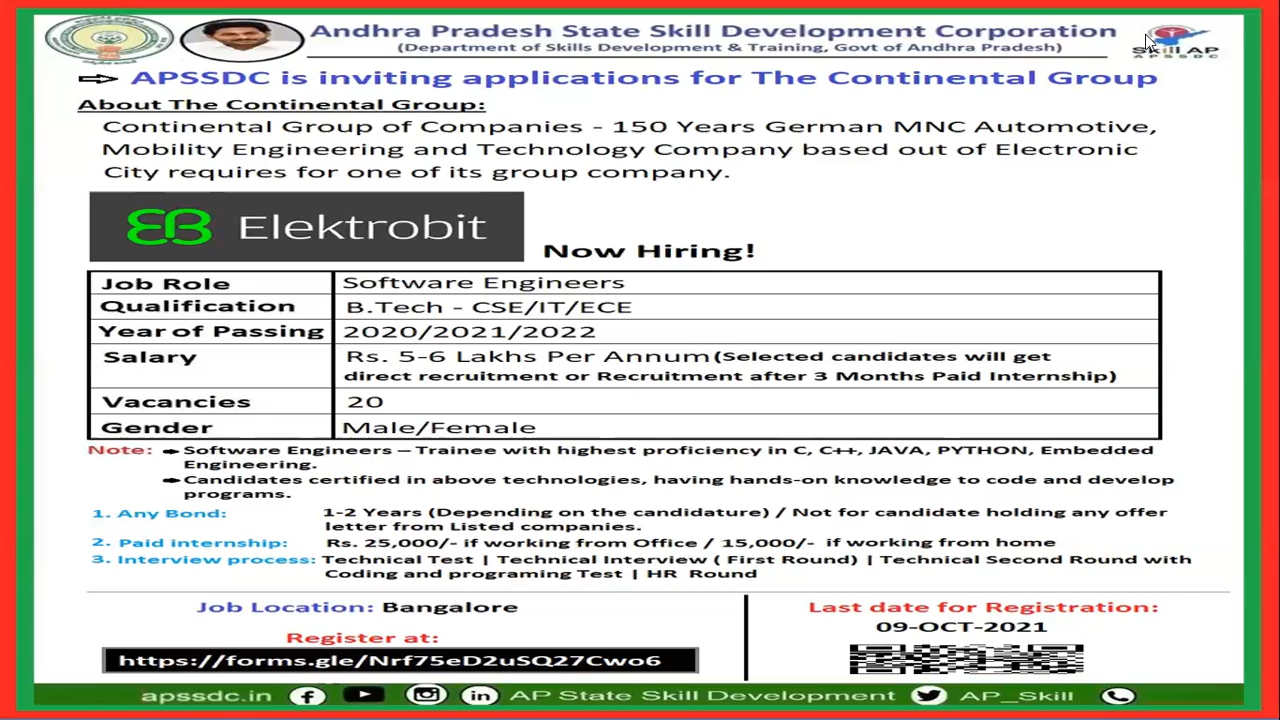 Andhra Pradesh State Skill Development Corporation
(Department of Skills Development & Training, Govt of Andhra Pradesh)
Skill AP
APSSDC
APSSDC is inviting applications for The Continental Group
About The Continental Group:
Continental Group of Companies - 150 Years German MNC Automotive,
Mobility Engineering and Technology Company based out of Electronic
City requires for one of its group company.
EB Elektrobit
Now Hiring!
Job Role Software Engineers
Qualification B.Tech - CSE/IT/ECE
Year of Passing 2020/2021/2022
Salary Rs. 5-6 Lakhs Per Annum(Selected candidates will get
direct recruitment or Recruitment after 3 Months Paid Internship)
Vacancies 20
Gender Male/Female
Note: Software Engineers – Trainee with highest proficiency in C, C++, JAVA, PYTHON, Embedded
Engineering.
Candidates certified in above technologies, having hands-on knowledge to code and develop
programs.
1. Any Bond: 1-2 Years (Depending on the candidature) / Not for candidate holding any offer
letter from Listed companies.
2. Paid internship: Rs. 25,000/- if working from Office / 15,000/- if working from home
3. Interview process: Technical Test | Technical Interview ( First Round) | Technical Second Round with
Coding and programing Test | HR Round
Job Location: Bangalore
Register at:
https://forms.gle/Nrf75eD2uSQ27Cwo6
Last date for Registration:
09-OCT-2021
apssdc.in AP State Skill Development AP_Skill